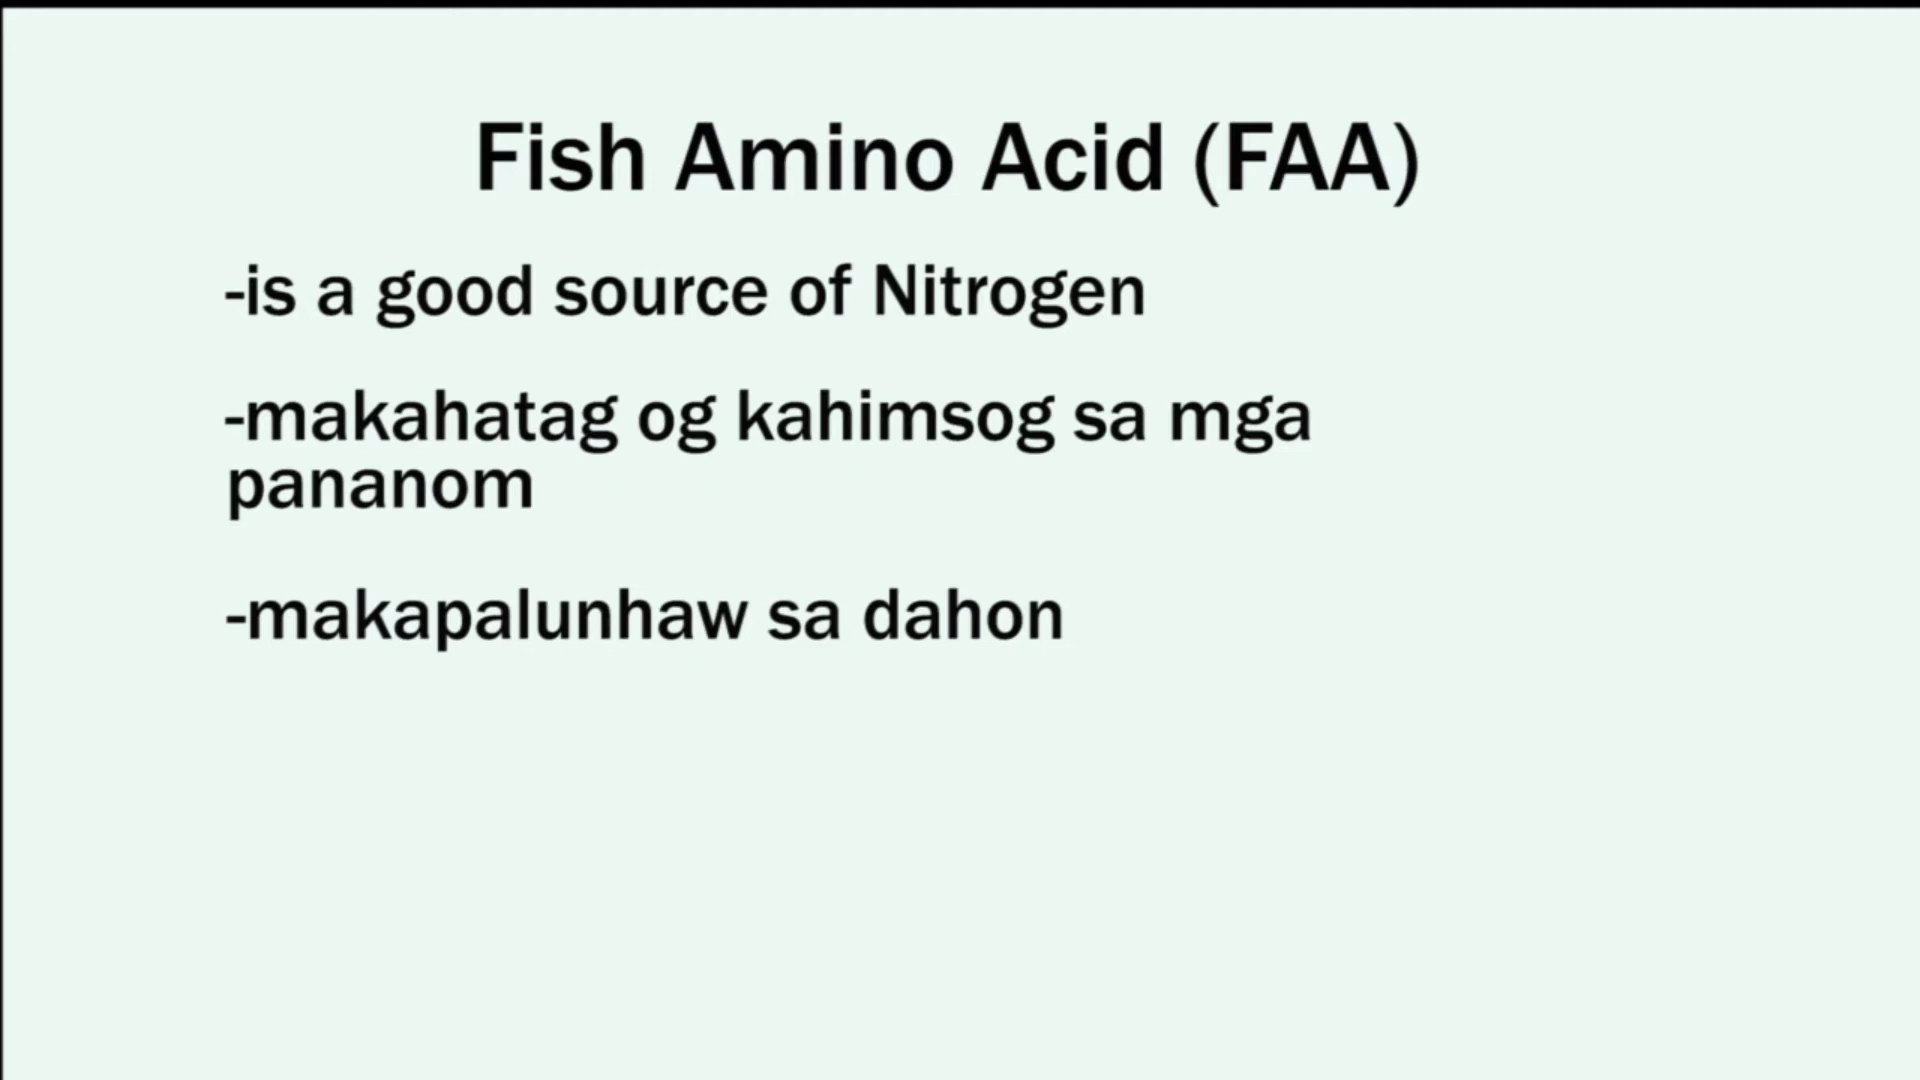 Fish Amino Acid (FAA)
-is a good source of Nitrogen
-makahatag og kahimsog sa mga
pananom
-makapalunhaw sa dahon